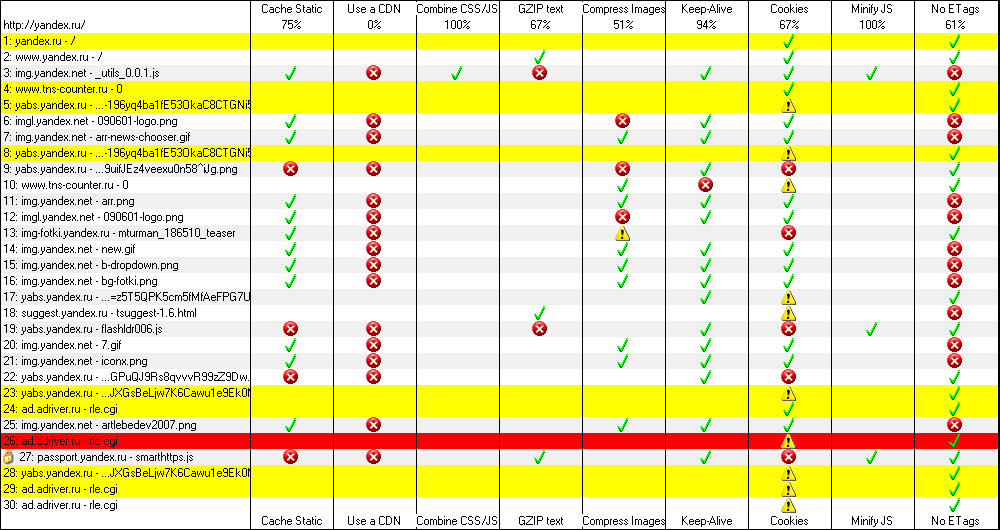 Cache Static Use a CDN Combine CSS/JS GZIP text Compress Images Keep-Alive Cookies Minify JS No ETags
http://yandex.ru/ 75% 0% 100% 67% 51% 94% 67% 100% 61%
1: yandex.ru - /
2: www.yandex.ru - /
3: img.yandex.net - _utils_0.0.1.js
4: www.tns-counter.ru - 0
5: yabs.yandex.ru - ...-196yq4ba1fE53OkaC8CTGNi5
6: imgl.yandex.net - 090601-logo.png
7: img.yandex.net - arr-news-chooser.gif
8: yabs.yandex.ru - ...-196yq4ba1fE53OkaC8CTGNi5
9: yabs.yandex.ru - ...9uifJEz4veexu0n58^iJg.png
10: www.tns-counter.ru - 0
11: img.yandex.net - arr.png
12: imgl.yandex.net - 090601-logo.png
13: img-fotki.yandex.ru - mturman_186510_teaser
14: img.yandex.net - new.gif
15: img.yandex.net - b-dropdown.png
16: img.yandex.net - bg-fotki.png
17: yabs.yandex.ru - ...=z5T5QPK5cm5fMfAeFPG7U
18: suggest.yandex.ru - tsuggest-1.6.html
19: yabs.yandex.ru - flashldr006.js
20: img.yandex.net - 7.gif
21: img.yandex.net - iconx.png
22: yabs.yandex.ru - ...GPuQJ9Rs8qvvvR99zZ9Dw.
23: yabs.yandex.ru - ...JXGsBeLjw7K6Cawu1e9Ek0N
24: ad.adriver.ru - rle.cgi
25: img.yandex.net - artlebedev2007.png
26: ad.adriver.ru - rle.cgi
27: passport.yandex.ru - smarthttps.js
28: yabs.yandex.ru - ...JXGsBeLjw7K6Cawu1e9Ek0N
29: ad.adriver.ru - rle.cgi
30: ad.adriver.ru - rle.cgi
Cache Static Use a CDN Combine CSS/JS GZIP text Compress Images Keep-Alive Cookies Minify JS No ETags